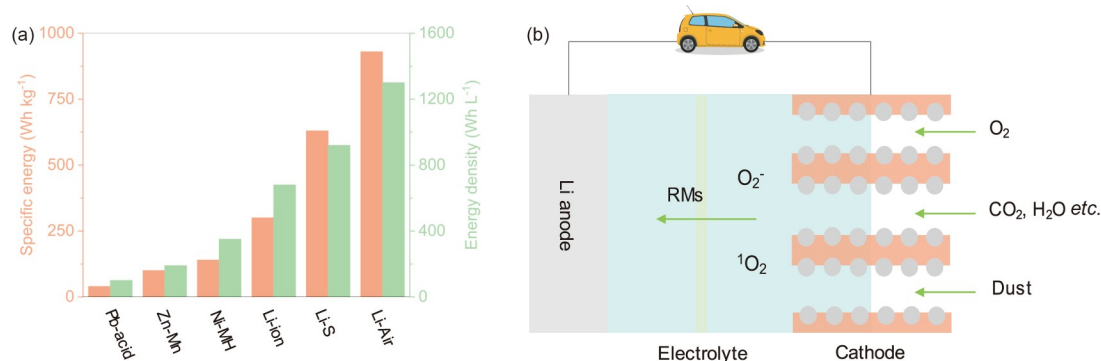 (a)
1000
750
500
250
0
Specific energy (Wh kg⁻¹)
1600
1200
800
400
0
Energy density (Wh L⁻¹)
Pb-acid
Zn-Mn
Ni-MH
Li-ion
Li-S
Li-Air
(b)
Li anode
RMs
O₂⁻
¹O₂
O₂
CO₂, H₂O etc.
Dust
Electrolyte
Cathode